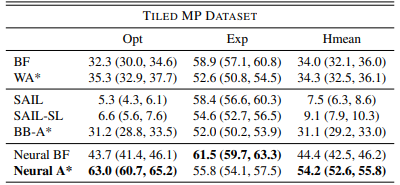 TILED MP DATASET
Opt Exp Hmean
BF 32.3 (30.0, 34.6) 58.9 (57.1, 60.8) 34.0 (32.1, 36.0)
WA* 35.3 (32.9, 37.7) 52.6 (50.8, 54.5) 34.3 (32.5, 36.1)
SAIL 5.3 (4.3, 6.1) 58.4 (56.6, 60.3) 7.5 (6.3, 8.6)
SAIL-SL 6.6 (5.6, 7.6) 54.6 (52.7, 56.5) 9.1 (7.9, 10.3)
BB-A* 31.2 (28.8, 33.5) 52.0 (50.2, 53.9) 31.1 (29.2, 33.0)
Neural BF 43.7 (41.4, 46.1) 61.5 (59.7, 63.3) 44.4 (42.5, 46.2)
Neural A* 63.0 (60.7, 65.2) 55.8 (54.1, 57.5) 54.2 (52.6, 55.8)